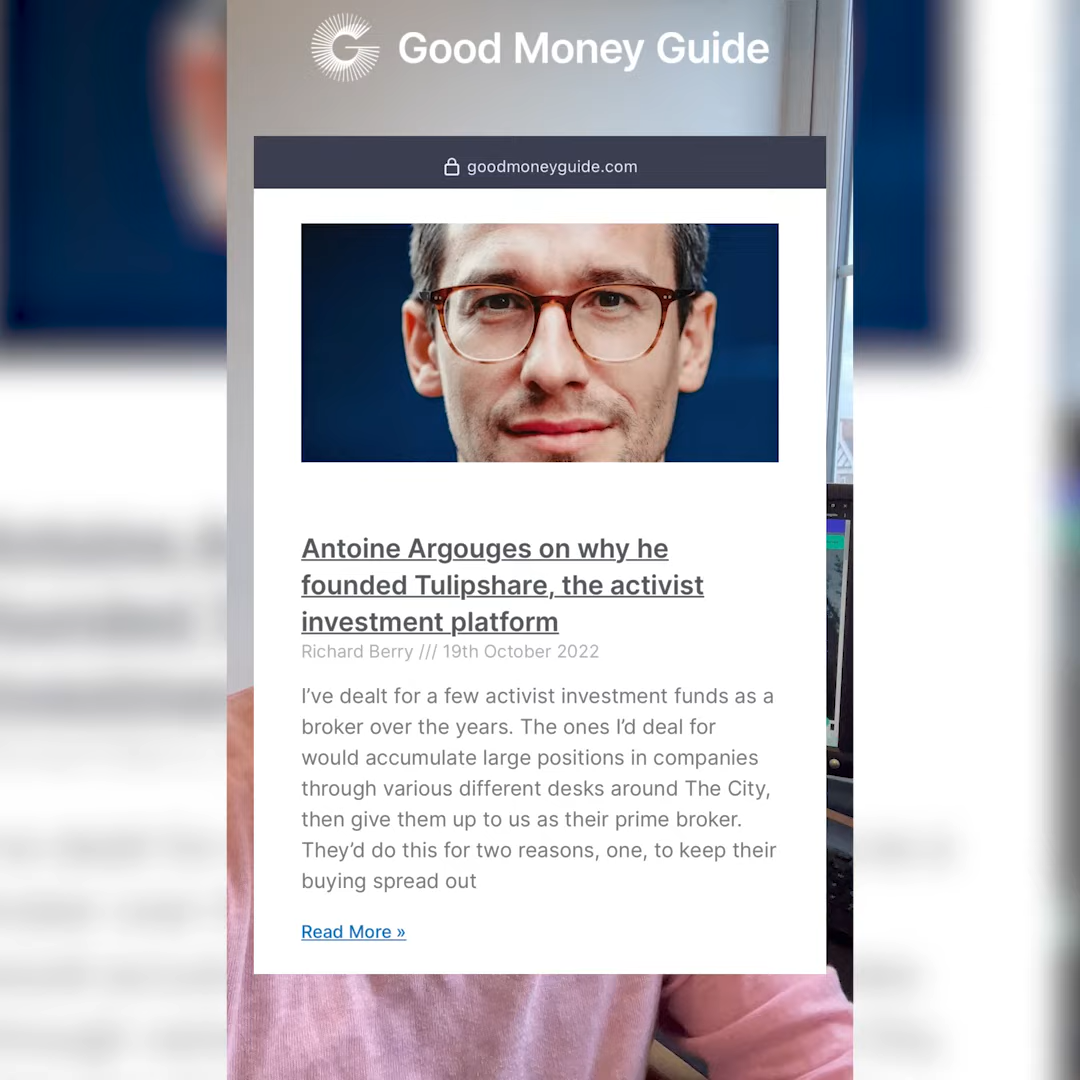 Good Money Guide
goodmoneyguide.com
Antoine Argouges on why he
founded Tulipshare, the activist
investment platform
Richard Berry /// 19th October 2022
I’ve dealt for a few activist investment funds as a
broker over the years. The ones I’d deal for
would accumulate large positions in companies
through various different desks around The City,
then give them up to us as their prime broker.
They’d do this for two reasons, one, to keep their
buying spread out
Read More »